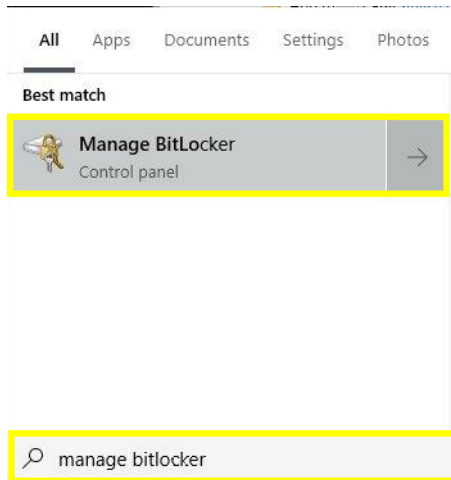 All Apps Documents Settings Photos
Best match
Manage BitLocker
Control panel
manage bitlocker